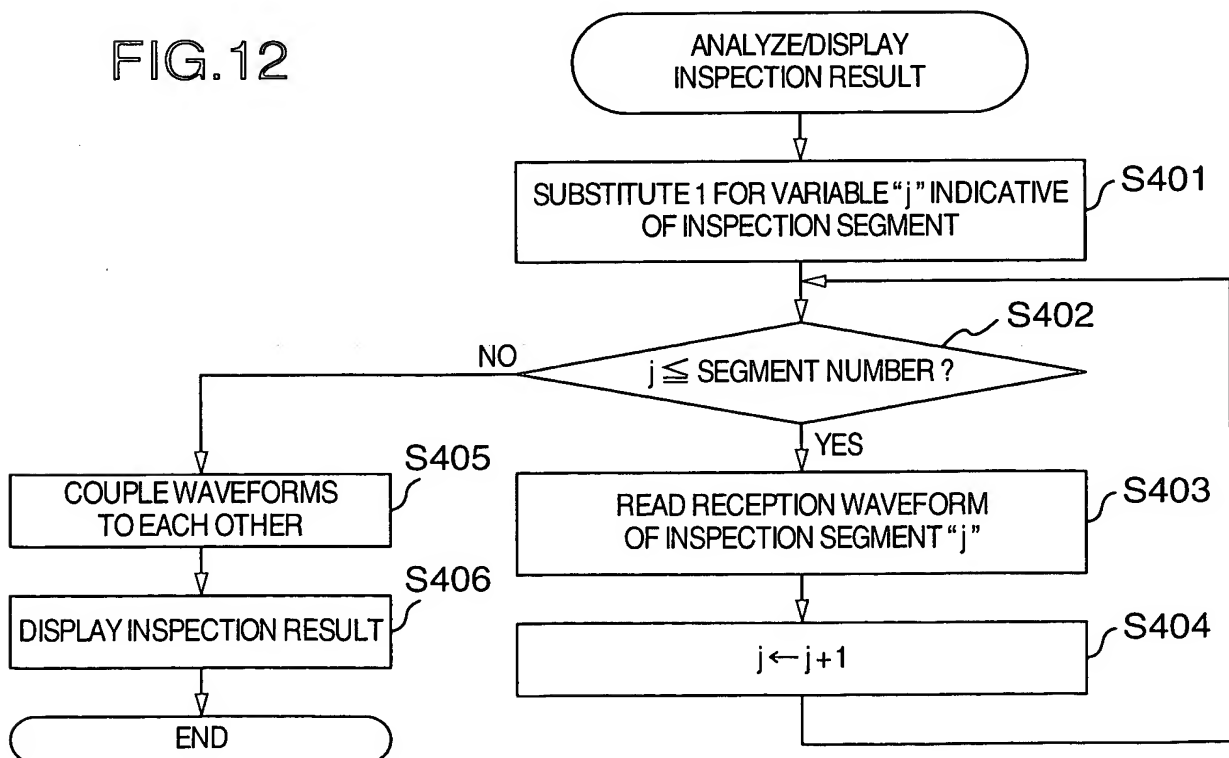 FIG.12
ANALYZE/DISPLAY
INSPECTION RESULT
SUBSTITUTE 1 FOR VARIABLE “j” INDICATIVE
OF INSPECTION SEGMENT
S401
S402
j ≦ SEGMENT NUMBER ?
NO
YES
S405
COUPLE WAVEFORMS
TO EACH OTHER
S403
READ RECEPTION WAVEFORM
OF INSPECTION SEGMENT “j”
S406
DISPLAY INSPECTION RESULT
S404
j ← j+1
END